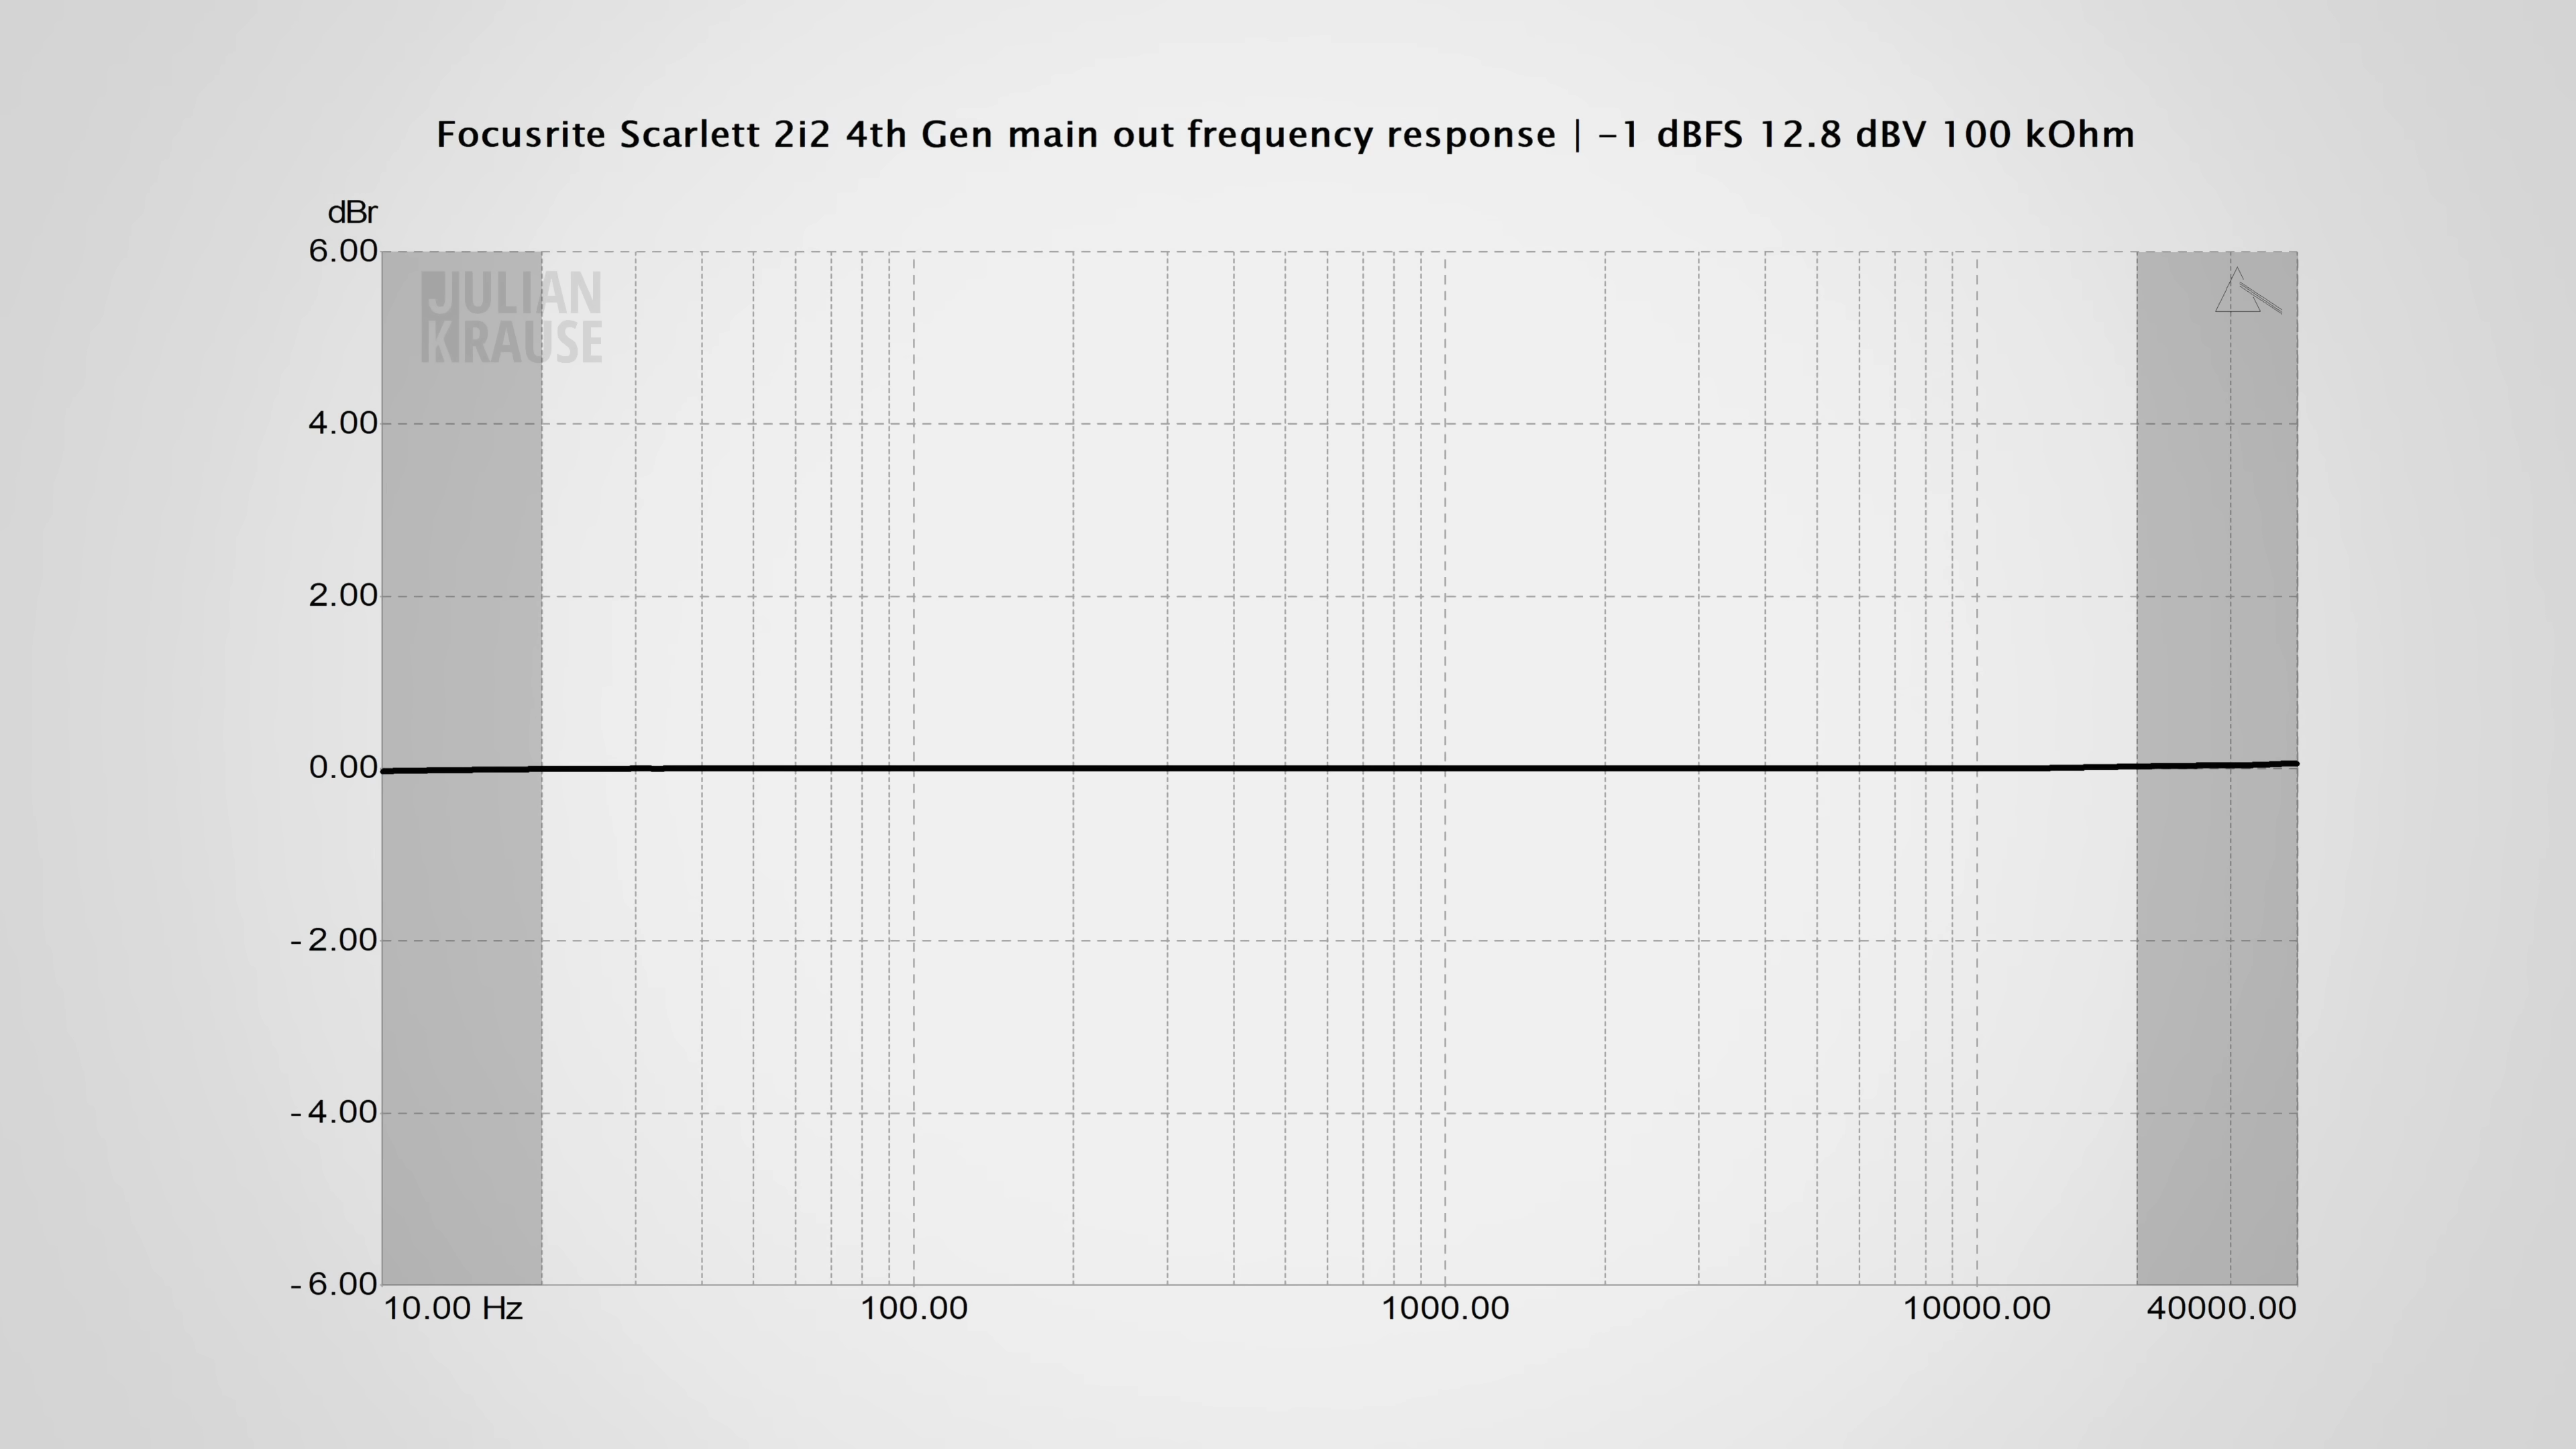 Focusrite Scarlett 2i2 4th Gen main out frequency response | -1 dBFS 12.8 dBV 100 kOhm
dBr
6.00
JULIAN
KRAUSE
4.00
2.00
0.00
-2.00
-4.00
-6.00
10.00 Hz 100.00 1000.00 10000.00 40000.00